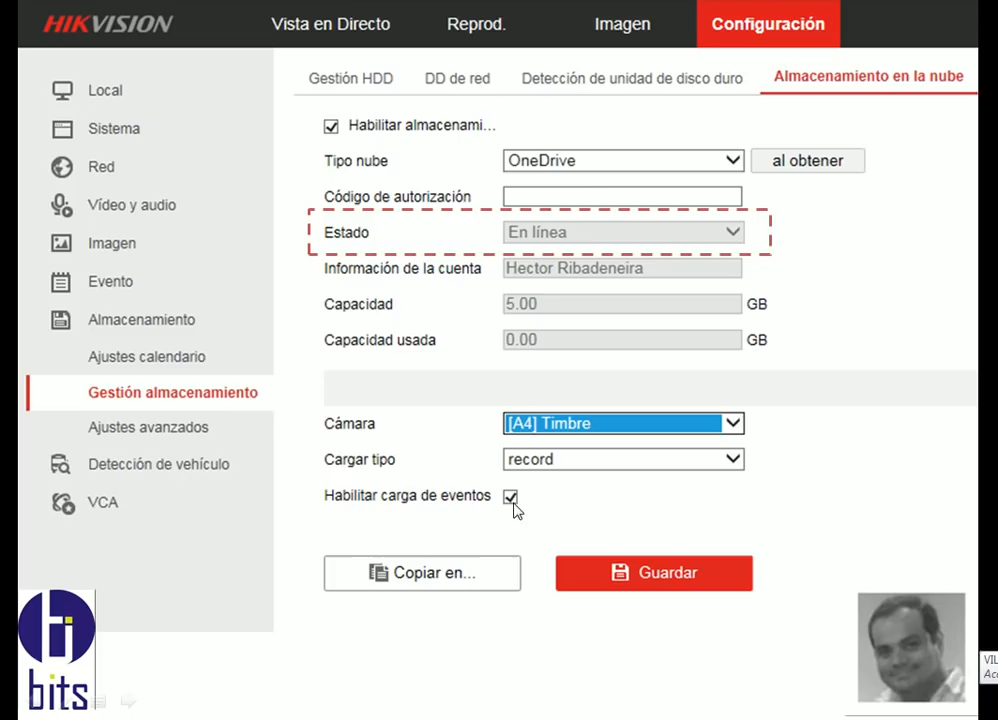 HIKVISION Vista en Directo Reprod. Imagen Configuración
Gestión HDD DD de red Detección de unidad de disco duro Almacenamiento en la nube
Local
Sistema
Red
Vídeo y audio
Imagen
Evento
Almacenamiento
Ajustes calendario
Gestión almacenamiento
Ajustes avanzados
Detección de vehículo
VCA
Habilitar almacenami...
Tipo nube OneDrive al obtener
Código de autorización
Estado En línea
Información de la cuenta Hector Ribadeneira
Capacidad 5.00 GB
Capacidad usada 0.00 GB
Cámara [A4] Timbre
Cargar tipo record
Habilitar carga de eventos
Copiar en... Guardar
hi
bits